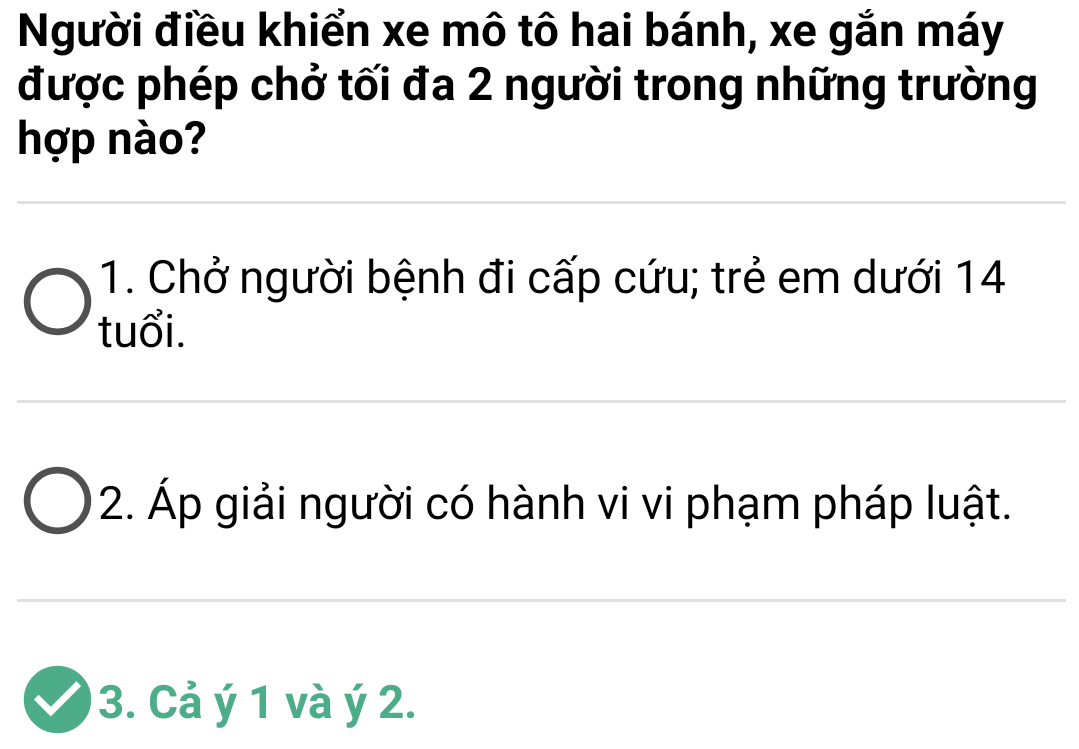 Người điều khiển xe mô tô hai bánh, xe gắn máy
được phép chở tối đa 2 người trong những trường
hợp nào?
1. Chở người bệnh đi cấp cứu; trẻ em dưới 14
tuổi.
2. Áp giải người có hành vi vi phạm pháp luật.
3. Cả ý 1 và ý 2.